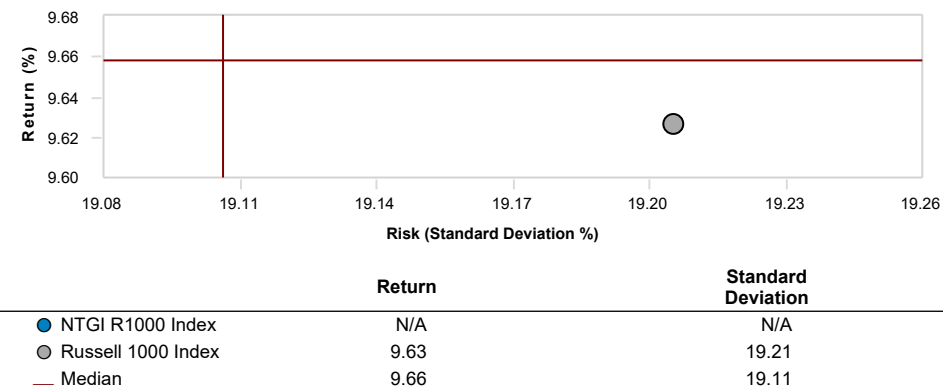 9.68
9.66
9.64
9.62
9.60
Return (%)
19.08 19.11 19.14 19.17 19.20 19.23 19.26
Risk (Standard Deviation %)
Return Standard Deviation
NTGI R1000 Index N/A N/A
Russell 1000 Index 9.63 19.21
Median 9.66 19.11